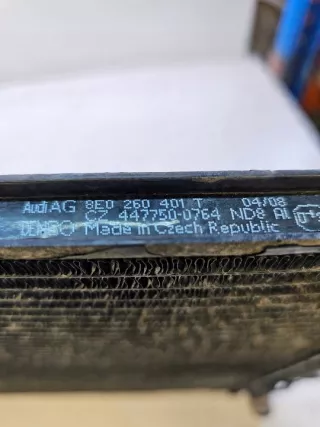 Audi AG 8E0 260 401 T 04/08
CZ 447750-0764 ND8 Al
DENSO Made in Czech Republic